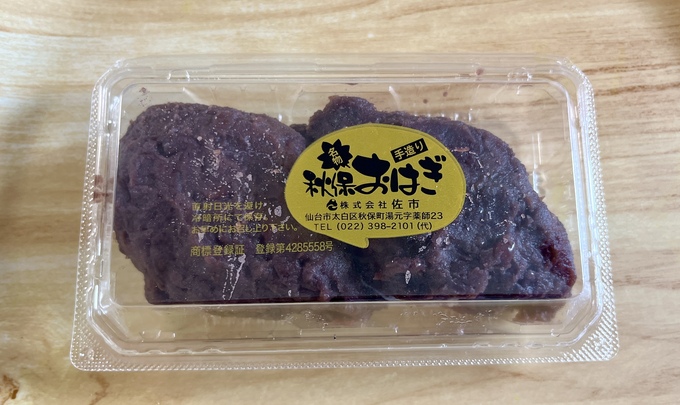 名物
手造り
秋保おはぎ
株式会社 佐市
仙台市太白区秋保町湯元字薬師23
TEL (022) 398-2101 (代)
直射日光を避け
冷暗所にて保存し
お早めにお召し上り下さい。
商標登録証 登録第4285558号